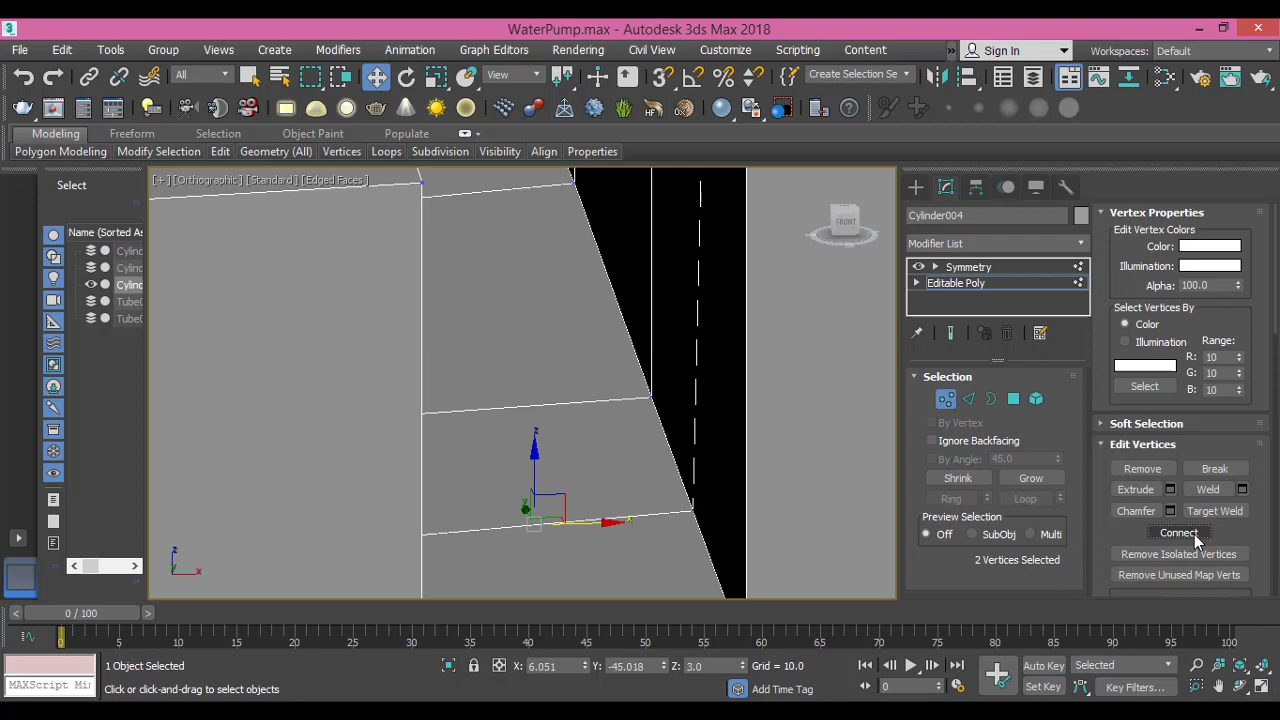 WaterPump.max - Autodesk 3ds Max 2018
File Edit Tools Group Views Create Modifiers Animation Graph Editors Rendering Civil View Customize Scripting Content Sign In Workspaces: Default
All View Create Selection Se
Modeling Freeform Selection Object Paint Populate
Polygon Modeling Modify Selection Edit Geometry (All) Vertices Loops Subdivision Visibility Align Properties
Select
Name (Sorted As
Cylind
Cylind
Cylind
Tube0
Tube0
[+] [Orthographic] [Standard] [Edged Faces]
FRONT
z
y
x
z
y
x
Cylinder004
Modifier List
Symmetry
Editable Poly
Selection
By Vertex
Ignore Backfacing
By Angle: 45.0
Shrink Grow
Ring Loop
Preview Selection
Off SubObj Multi
2 Vertices Selected
Vertex Properties
Edit Vertex Colors
Color:
Illumination:
Alpha: 100.0
Select Vertices By
Color
Illumination Range:
R: 10
G: 10
B: 10
Select
Soft Selection
Edit Vertices
Remove Break
Extrude Weld
Chamfer Target Weld
Connect
Remove Isolated Vertices
Remove Unused Map Verts
0 / 100
0 5 10 15 20 25 30 35 40 45 50 55 60 65 70 75 80 85 90 95 100
1 Object Selected X: 6.051 Y: -45.018 Z: 3.0 Grid = 10.0 Auto Key Selected
MAXScript Mi Click or click-and-drag to select objects Add Time Tag 0 Set Key Key Filters...